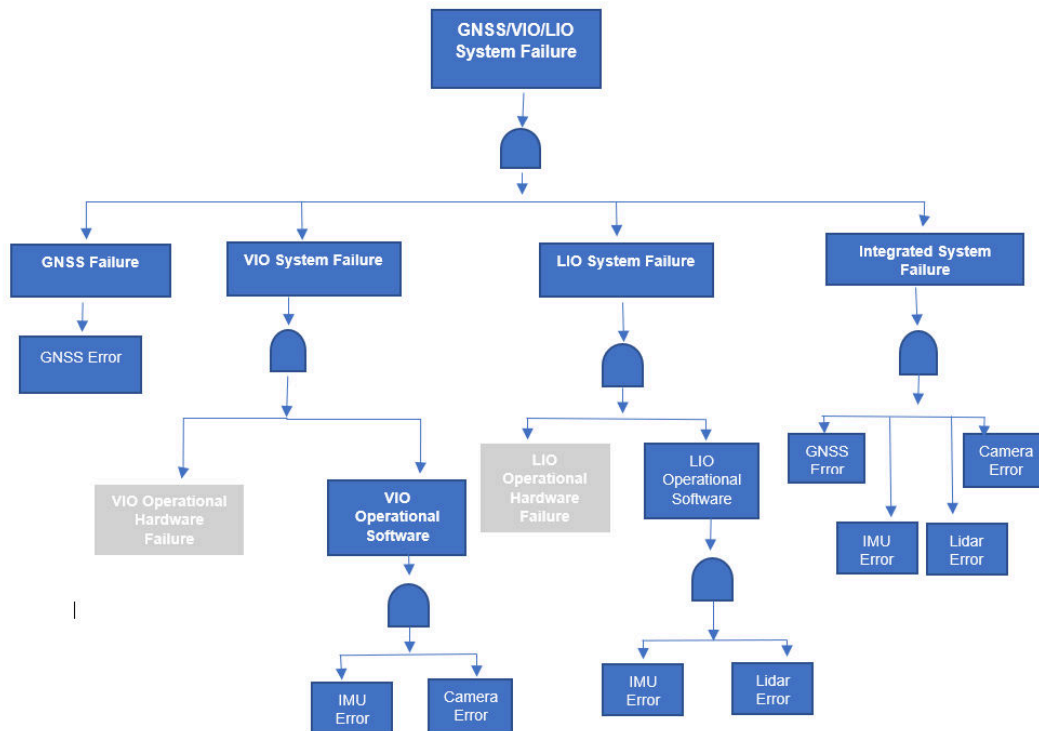 GNSS/VIO/LIO
System Failure
GNSS Failure
VIO System Failure
LIO System Failure
Integrated System
Failure
GNSS Error
VIO Operational
Hardware
Failure
VIO
Operational
Software
LIO
Operational
Hardware
Failure
LIO
Operational
Software
GNSS
Error
Camera
Error
IMU
Error
Lidar
Error
IMU
Error
Camera
Error
IMU
Error
Lidar
Error